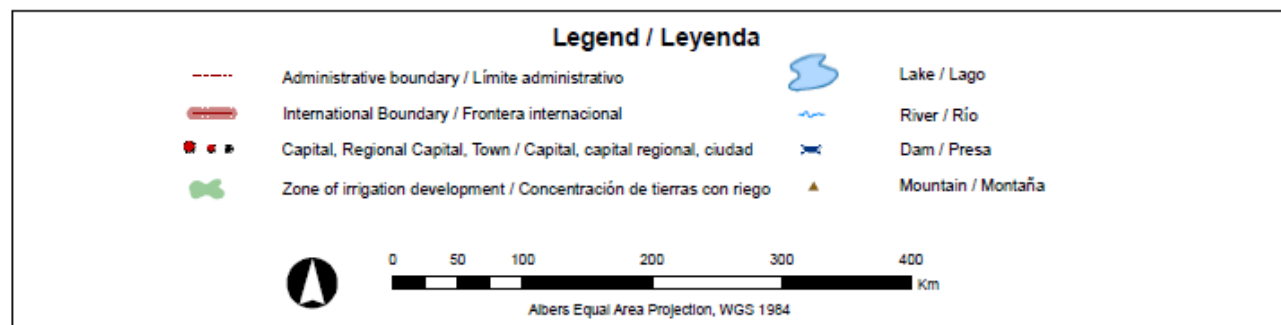 Legend / Leyenda
Administrative boundary / Límite administrativo
International Boundary / Frontera internacional
Capital, Regional Capital, Town / Capital, capital regional, ciudad
Zone of irrigation development / Concentración de tierras con riego
Lake / Lago
River / Río
Dam / Presa
Mountain / Montaña
0 50 100 200 300 400
Km
Albers Equal Area Projection, WGS 1984